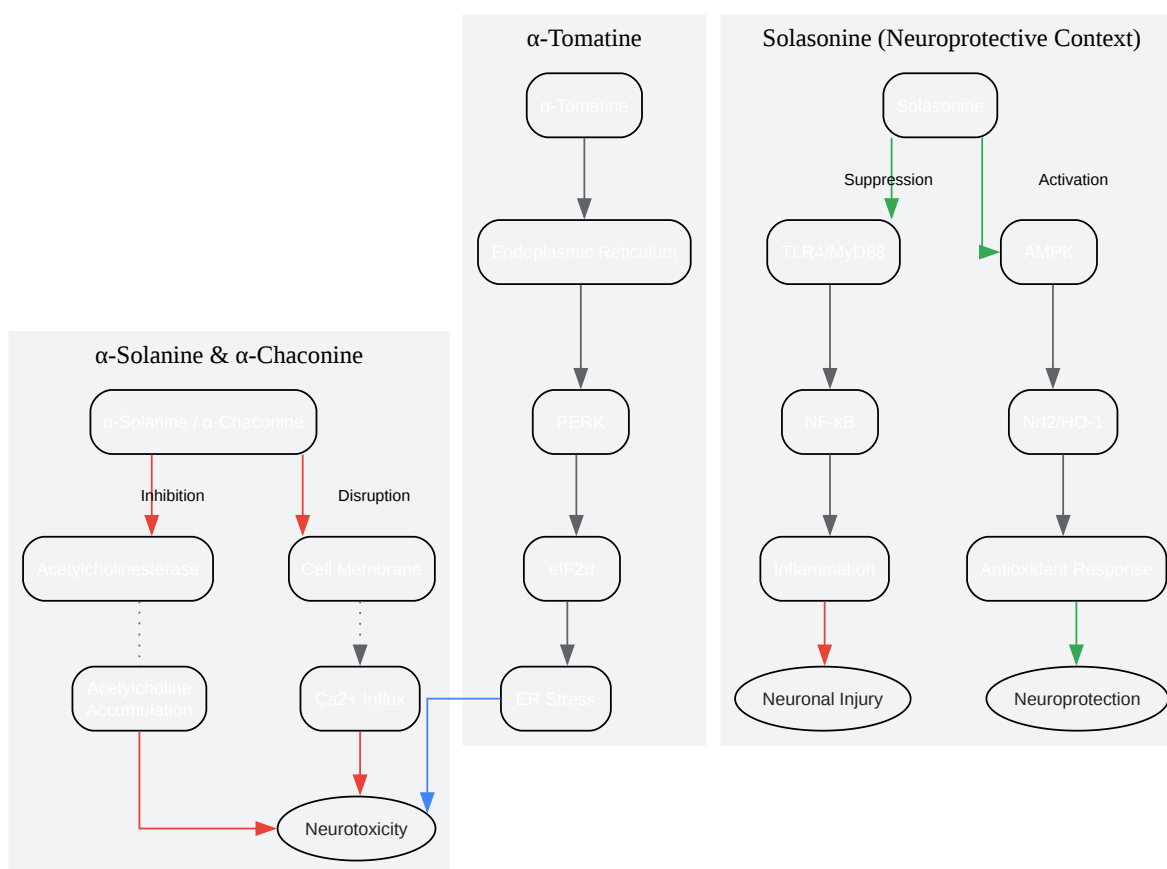 α-Tomatine
α-Tomatine
Endoplasmic Reticulum
PERK
eIF2α
ER Stress
Solasonine (Neuroprotective Context)
Solasonine
Suppression
Activation
TLR4/MyD88
AMPK
NF-κB
Nrf2/HO-1
Inflammation
Antioxidant Response
Neuronal Injury
Neuroprotection
α-Solanine & α-Chaconine
α-Solanine / α-Chaconine
Inhibition
Disruption
Acetylcholinesterase
Cell Membrane
Acetylcholine
Accumulation
Ca2+ Influx
Neurotoxicity